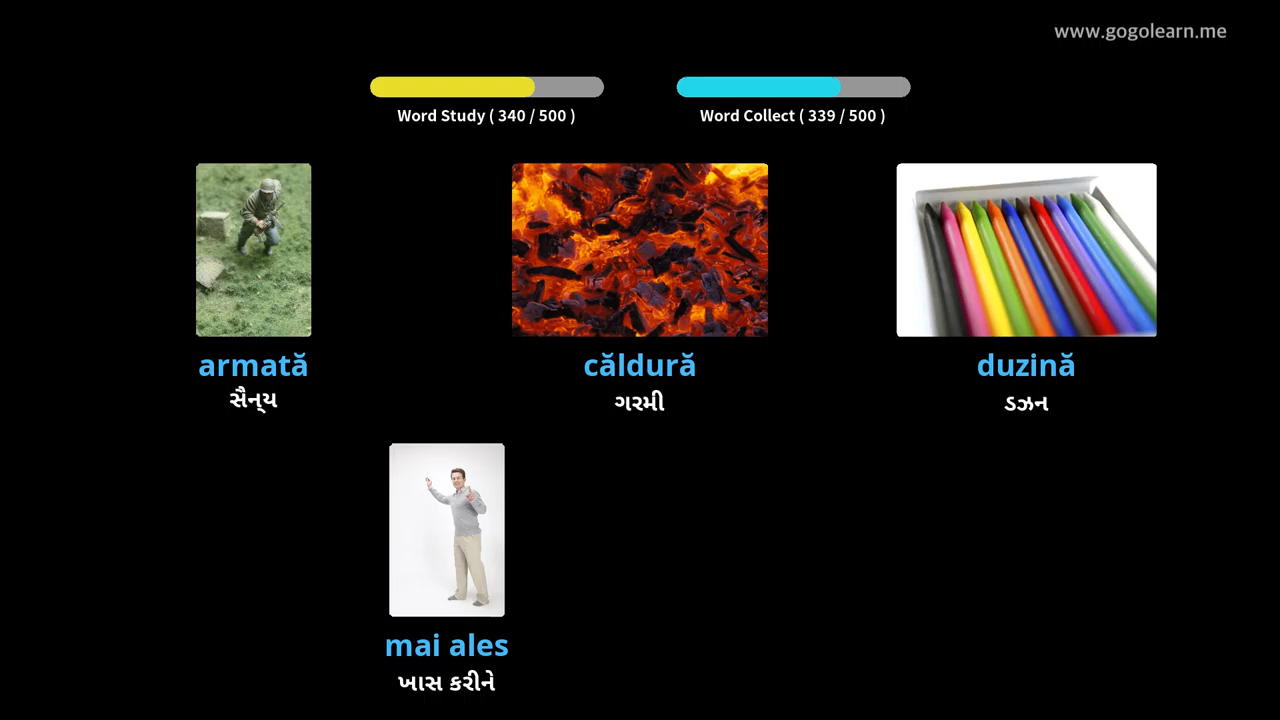 www.gogolearn.me
Word Study ( 340 / 500 )
Word Collect ( 339 / 500 )
armată
સૈન્ય
căldură
ગરમી
duzină
ડઝન
mai ales
ખાસ કરીને